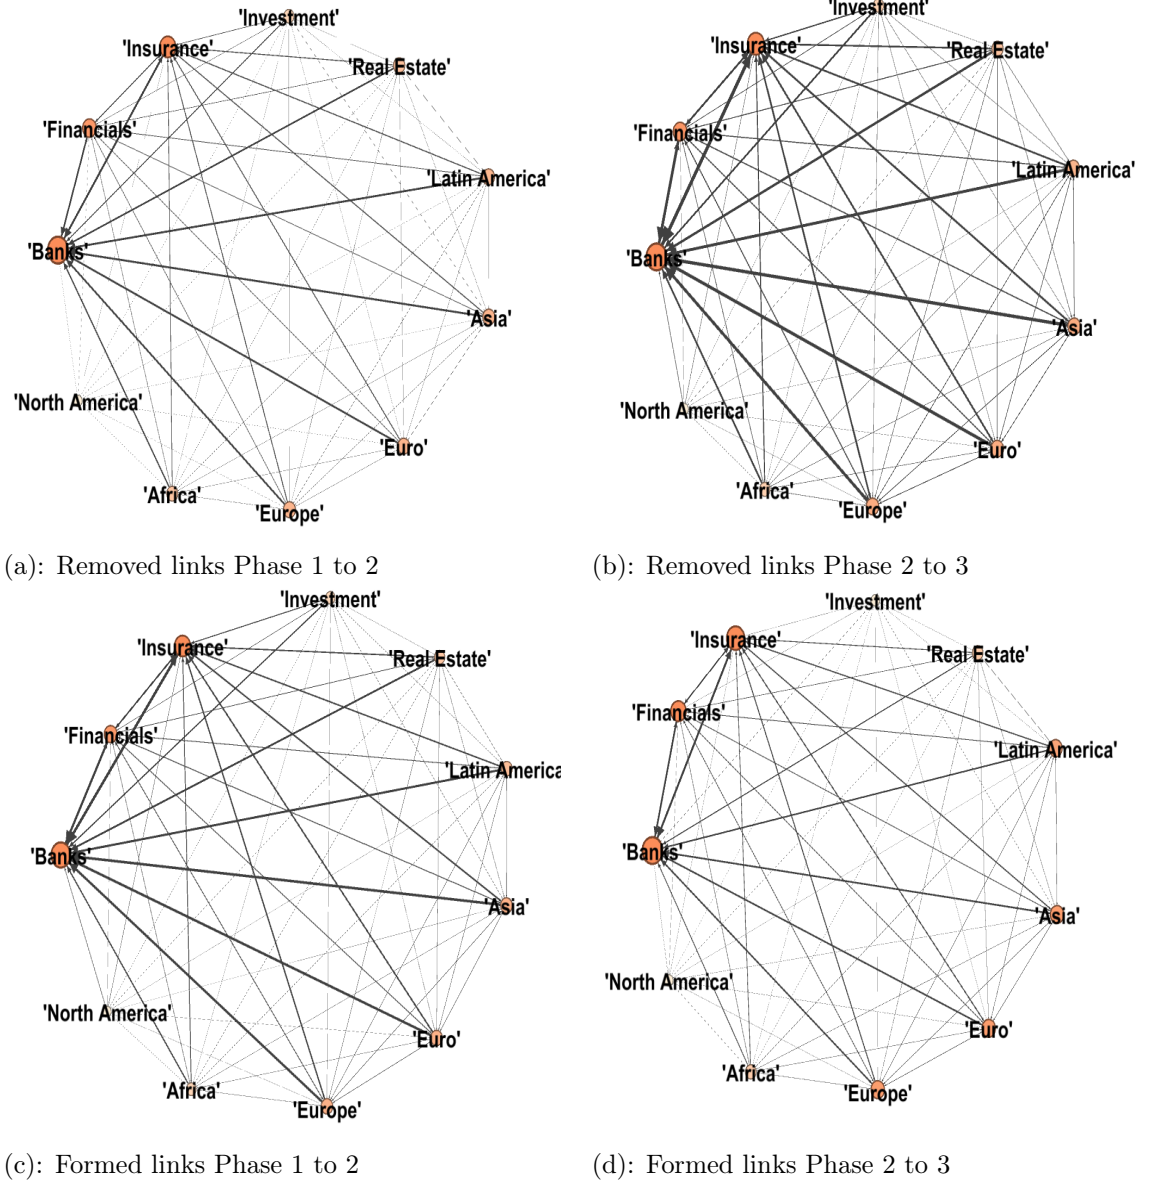 'Investment'
'Insurance'
'Real Estate'
'Financials'
'Latin America'
'Banks'
'Asia'
'North America'
'Euro'
'Africa'
'Europe'
(a): Removed links Phase 1 to 2
'Investment'
'Insurance'
'Real Estate'
'Financials'
'Latin America'
'Banks'
'Asia'
'North America'
'Euro'
'Africa'
'Europe'
(b): Removed links Phase 2 to 3
'Investment'
'Insurance'
'Real Estate'
'Financials'
'Latin America
'Banks'
'Asia'
'North America'
'Euro'
'Africa'
'Europe'
(c): Formed links Phase 1 to 2
'Investment'
'Insurance'
'Real Estate'
'Financials'
'Latin America'
'Banks'
'Asia'
'North America'
'Euro'
'Africa'
'Europe'
(d): Formed links Phase 2 to 3